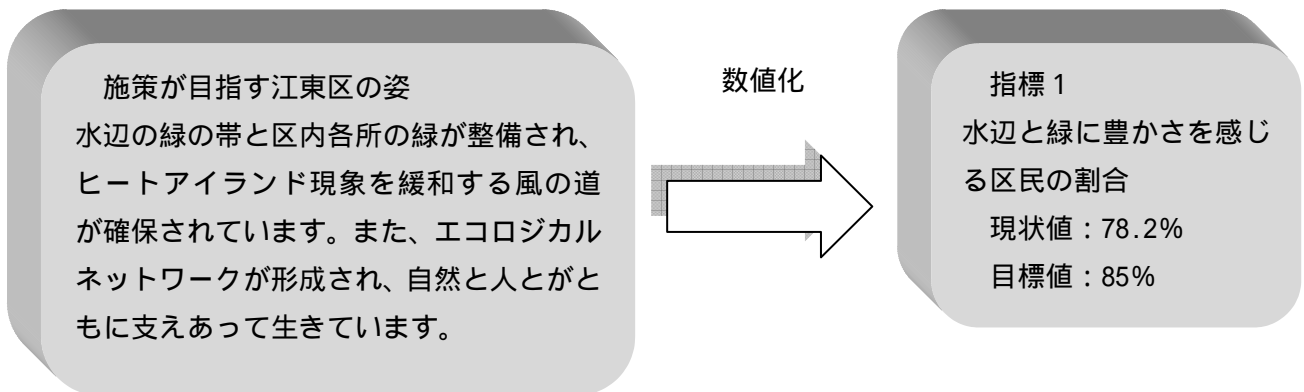 施策が目指す江東区の姿
水辺の緑の帯と区内各所の緑が整備され、
ヒートアイランド現象を緩和する風の道
が確保されています。また、エコロジカル
ネットワークが形成され、自然と人とがと
もに支えあって生きています。
数値化
指標1
水辺と緑に豊かさを感じ
る区民の割合
現状値：78.2%
目標値：85%